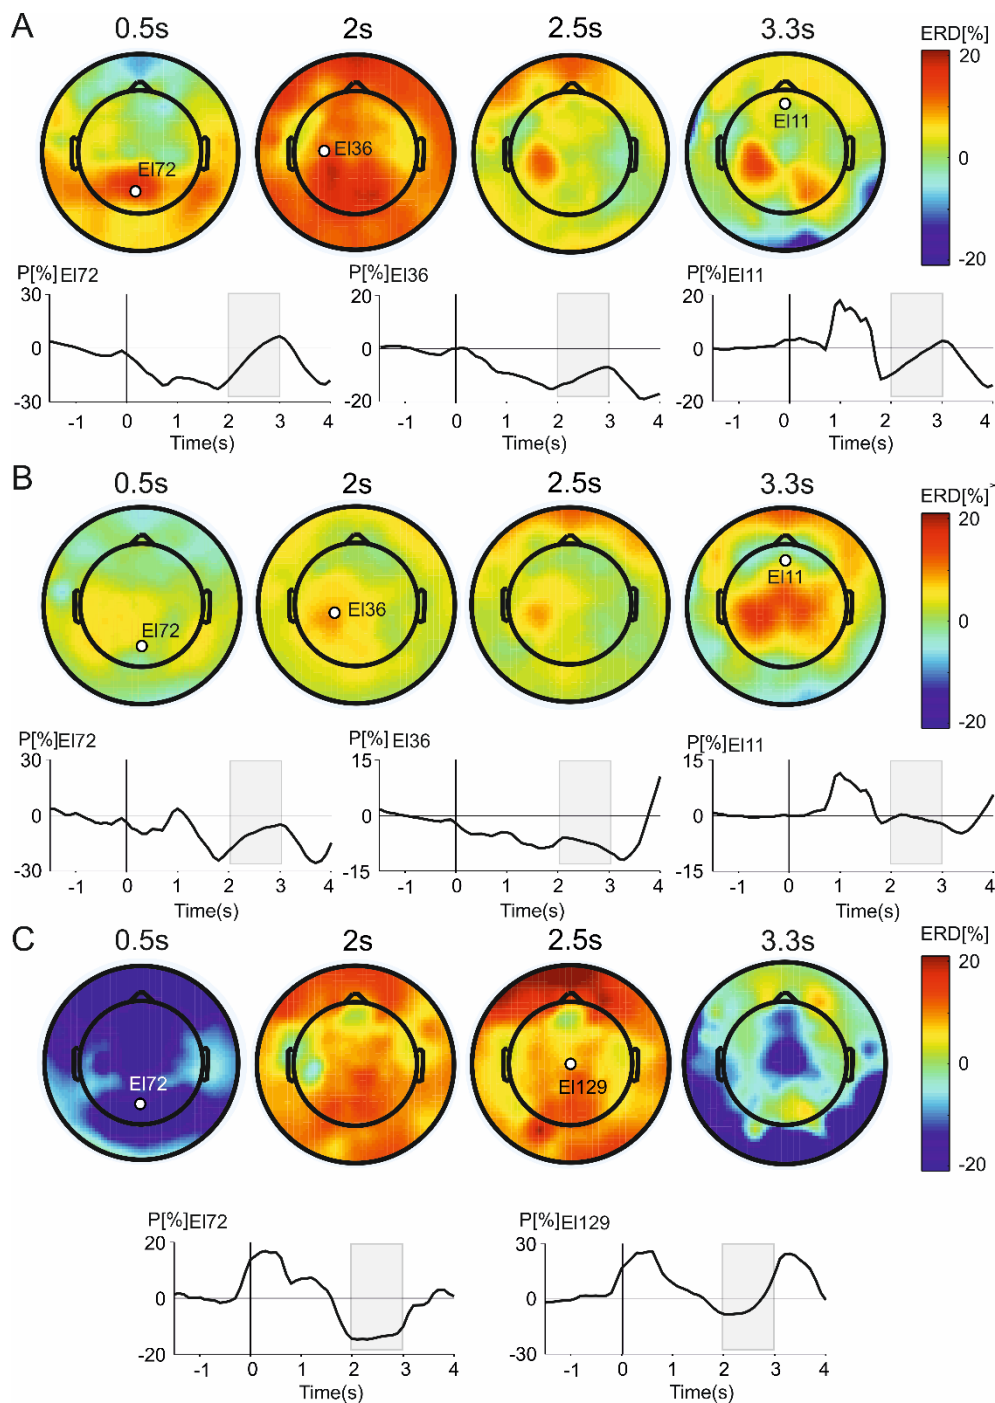 A
0.5s 2s 2.5s 3.3s ERD[%]
20
0
-20
El72 El36 El11
P[%]El72 P[%]El36 P[%]El11
30 20 20
0 0 0
-30 -20 -20
-1 0 1 2 3 4 -1 0 1 2 3 4 -1 0 1 2 3 4
Time(s) Time(s) Time(s)
B
0.5s 2s 2.5s 3.3s ERD[%]
20
0
-20
El72 El36 El11
P[%]El72 P[%] El36 P[%]El11
30 15 15
0 0 0
-30 -15 -15
-1 0 1 2 3 4 -1 0 1 2 3 4 -1 0 1 2 3 4
Time(s) Time(s) Time(s)
C
0.5s 2s 2.5s 3.3s ERD[%]
20
0
-20
El72 El129
P[%]El72 P[%]El129
20 30
0 0
-20 -30
-1 0 1 2 3 4 -1 0 1 2 3 4
Time(s) Time(s)